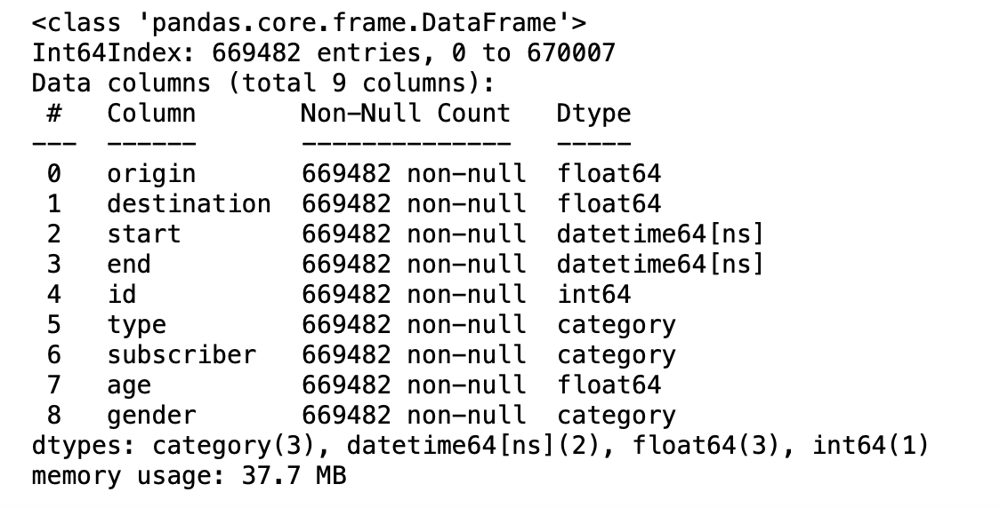 <class 'pandas.core.frame.DataFrame'>
Int64Index: 669482 entries, 0 to 670007
Data columns (total 9 columns):
 #   Column       Non-Null Count   Dtype
---  ------       --------------   -----
 0   origin       669482 non-null  float64
 1   destination  669482 non-null  float64
 2   start        669482 non-null  datetime64[ns]
 3   end          669482 non-null  datetime64[ns]
 4   id           669482 non-null  int64
 5   type         669482 non-null  category
 6   subscriber   669482 non-null  category
 7   age          669482 non-null  float64
 8   gender       669482 non-null  category
dtypes: category(3), datetime64[ns](2), float64(3), int64(1)
memory usage: 37.7 MB